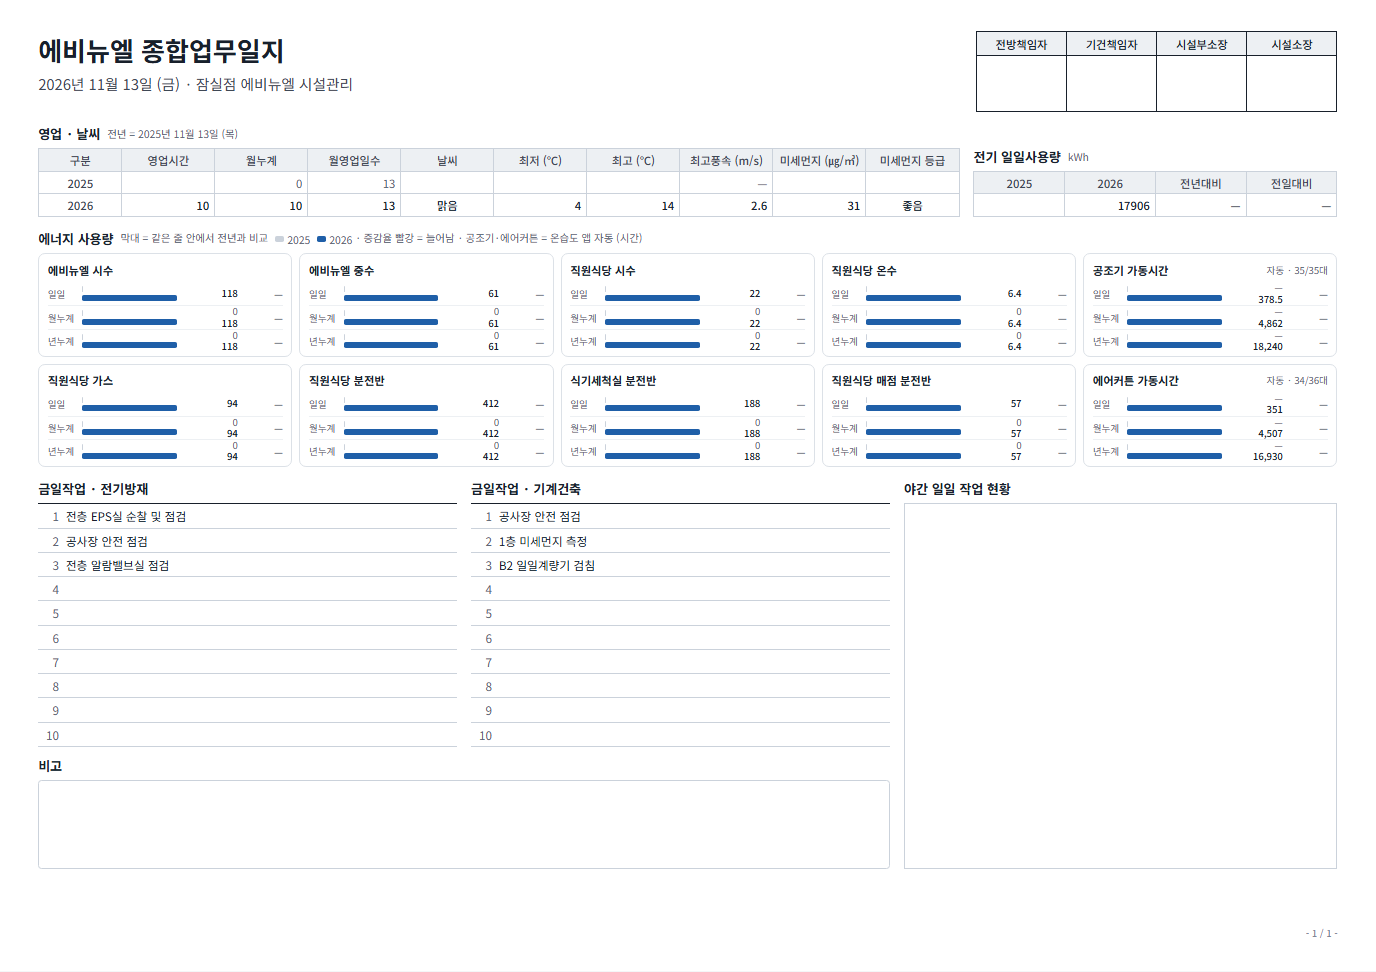 에비뉴엘 종합업무일지
2026년 11월 13일 (금) · 잠실점 에비뉴엘 시설관리
전방책임자 기건책임자 시설부소장 시설소장
영업 · 날씨 전년 = 2025년 11월 13일 (목)
구분 영업시간 월누계 월영업일수 날씨 최저 (℃) 최고 (℃) 최고풍속 (m/s) 미세먼지 (㎍/㎥) 미세먼지 등급
2025 0 13 —
2026 10 10 13 맑음 4 14 2.6 31 좋음
전기 일일사용량 kWh
2025 2026 전년대비 전일대비
17906 — —
에너지 사용량 막대 = 같은 줄 안에서 전년과 비교 2025 2026 · 증감율 빨강 = 늘어남 · 공조기·에어커튼 = 온습도 앱 자동 (시간)
에비뉴엘 시수
일일 118 —
월누계 0 118 —
년누계 0 118 —
에비뉴엘 중수
일일 61 —
월누계 0 61 —
년누계 0 61 —
직원식당 시수
일일 22 —
월누계 0 22 —
년누계 0 22 —
직원식당 온수
일일 6.4 —
월누계 0 6.4 —
년누계 0 6.4 —
공조기 가동시간 자동 · 35/35대
일일 — 378.5 —
월누계 — 4,862 —
년누계 — 18,240 —
직원식당 가스
일일 94 —
월누계 0 94 —
년누계 0 94 —
직원식당 분전반
일일 412 —
월누계 0 412 —
년누계 0 412 —
식기세척실 분전반
일일 188 —
월누계 0 188 —
년누계 0 188 —
직원식당 매점 분전반
일일 57 —
월누계 0 57 —
년누계 0 57 —
에어커튼 가동시간 자동 · 34/36대
일일 — 351 —
월누계 — 4,507 —
년누계 — 16,930 —
금일작업 · 전기방재
1 전층 EPS실 순찰 및 점검
2 공사장 안전 점검
3 전층 알람밸브실 점검
4
5
6
7
8
9
10
금일작업 · 기계건축
1 공사장 안전 점검
2 1층 미세먼지 측정
3 B2 일일계량기 검침
4
5
6
7
8
9
10
야간 일일 작업 현황
비고
- 1 / 1 -